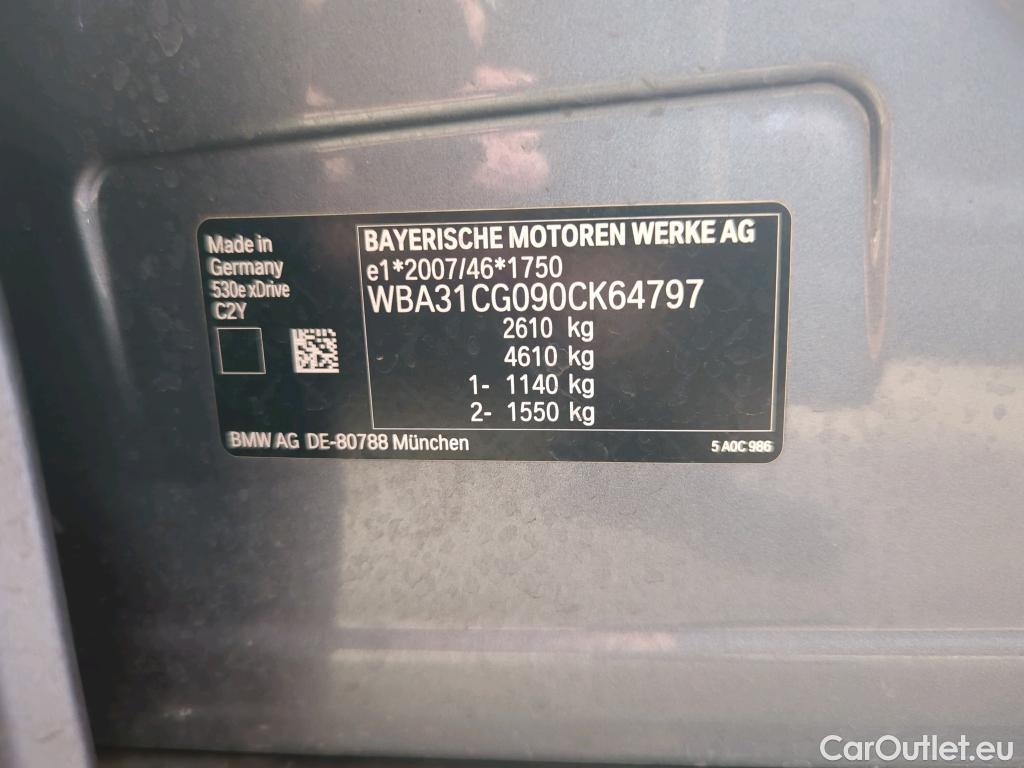 Made in
Germany
530e xDrive
C2Y
BAYERISCHE MOTOREN WERKE AG
e1*2007/46*1750
WBA31CG090CK64797
2610 kg
4610 kg
1- 1140 kg
2- 1550 kg
BMW AG DE-80788 München
5 A0C 986
CarOutlet.eu